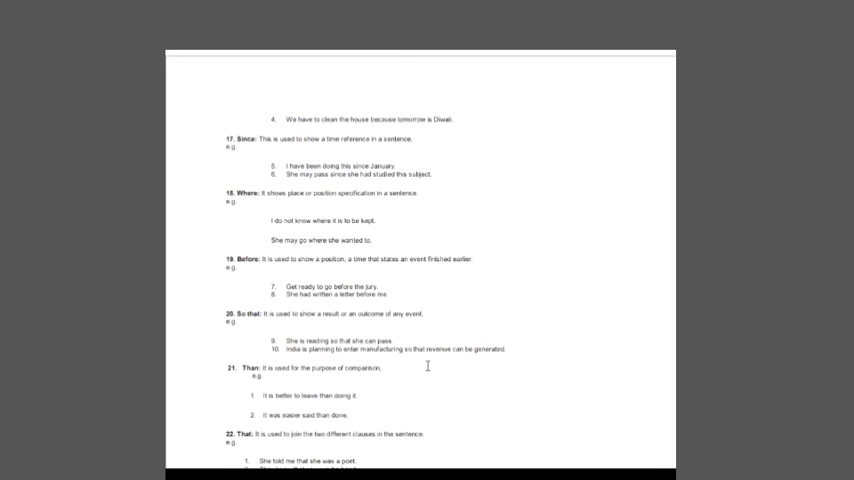 4. We have to clean the house because tomorrow is Diwali.
17. Since: This is used to show a time reference in a sentence.
e.g.
5. I have been doing this since January.
6. She may pass since she had studied this subject.
18. Where: It shows place or position specification in a sentence.
e.g.
I do not know where it is to be kept.
She may go where she wanted to.
19. Before: It is used to show a position, a time that states an event finished earlier.
e.g.
7. Get ready to go before the jury.
8. She had written a letter before me.
20. So that: It is used to show a result or an outcome of any event.
e.g.
9. She is reading so that she can pass.
10. India is planning to enter manufacturing so that revenue can be generated.
21. Than: It is used for the purpose of comparison.
e.g.
1. It is better to leave than doing it.
2. It was easier said than done.
22. That: It is used to join the two different clauses in the sentence.
e.g.
1. She told me that she was a poet.